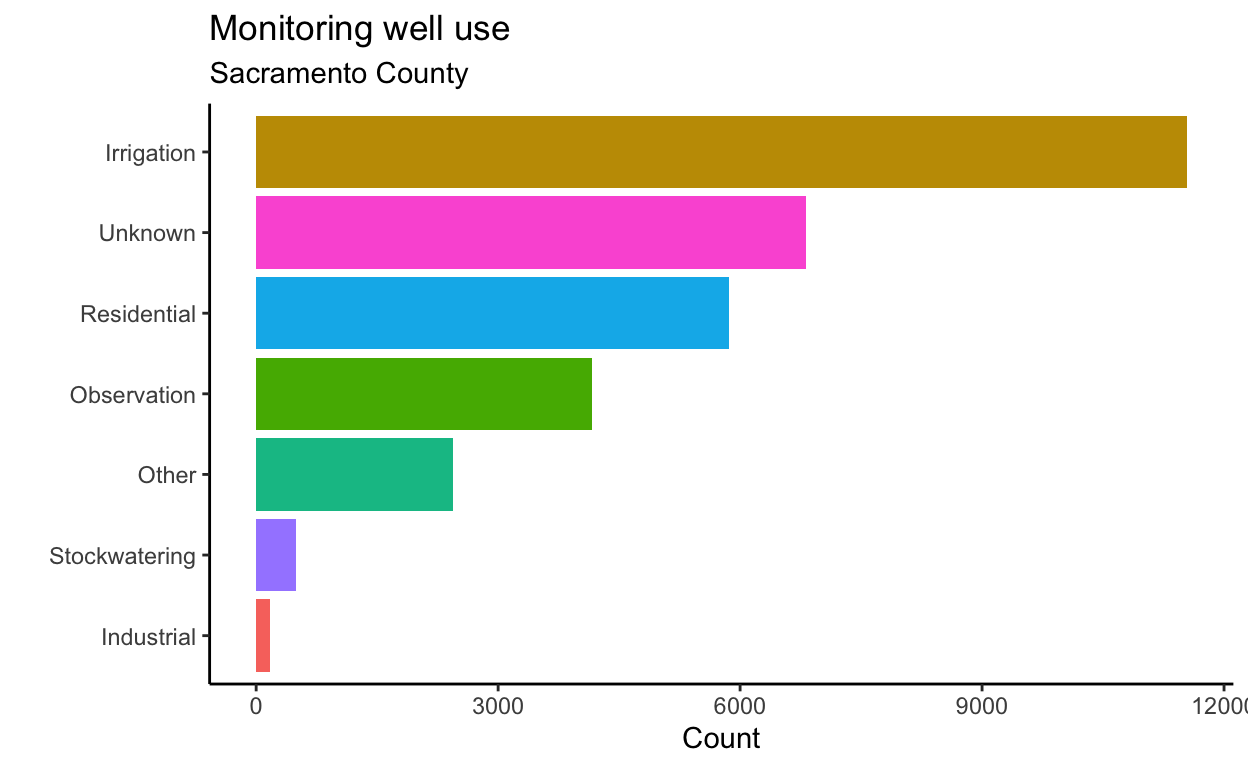 Monitoring well use
Sacramento County
Irrigation
Unknown
Residential
Observation
Other
Stockwatering
Industrial
0 3000 6000 9000 12000
Count